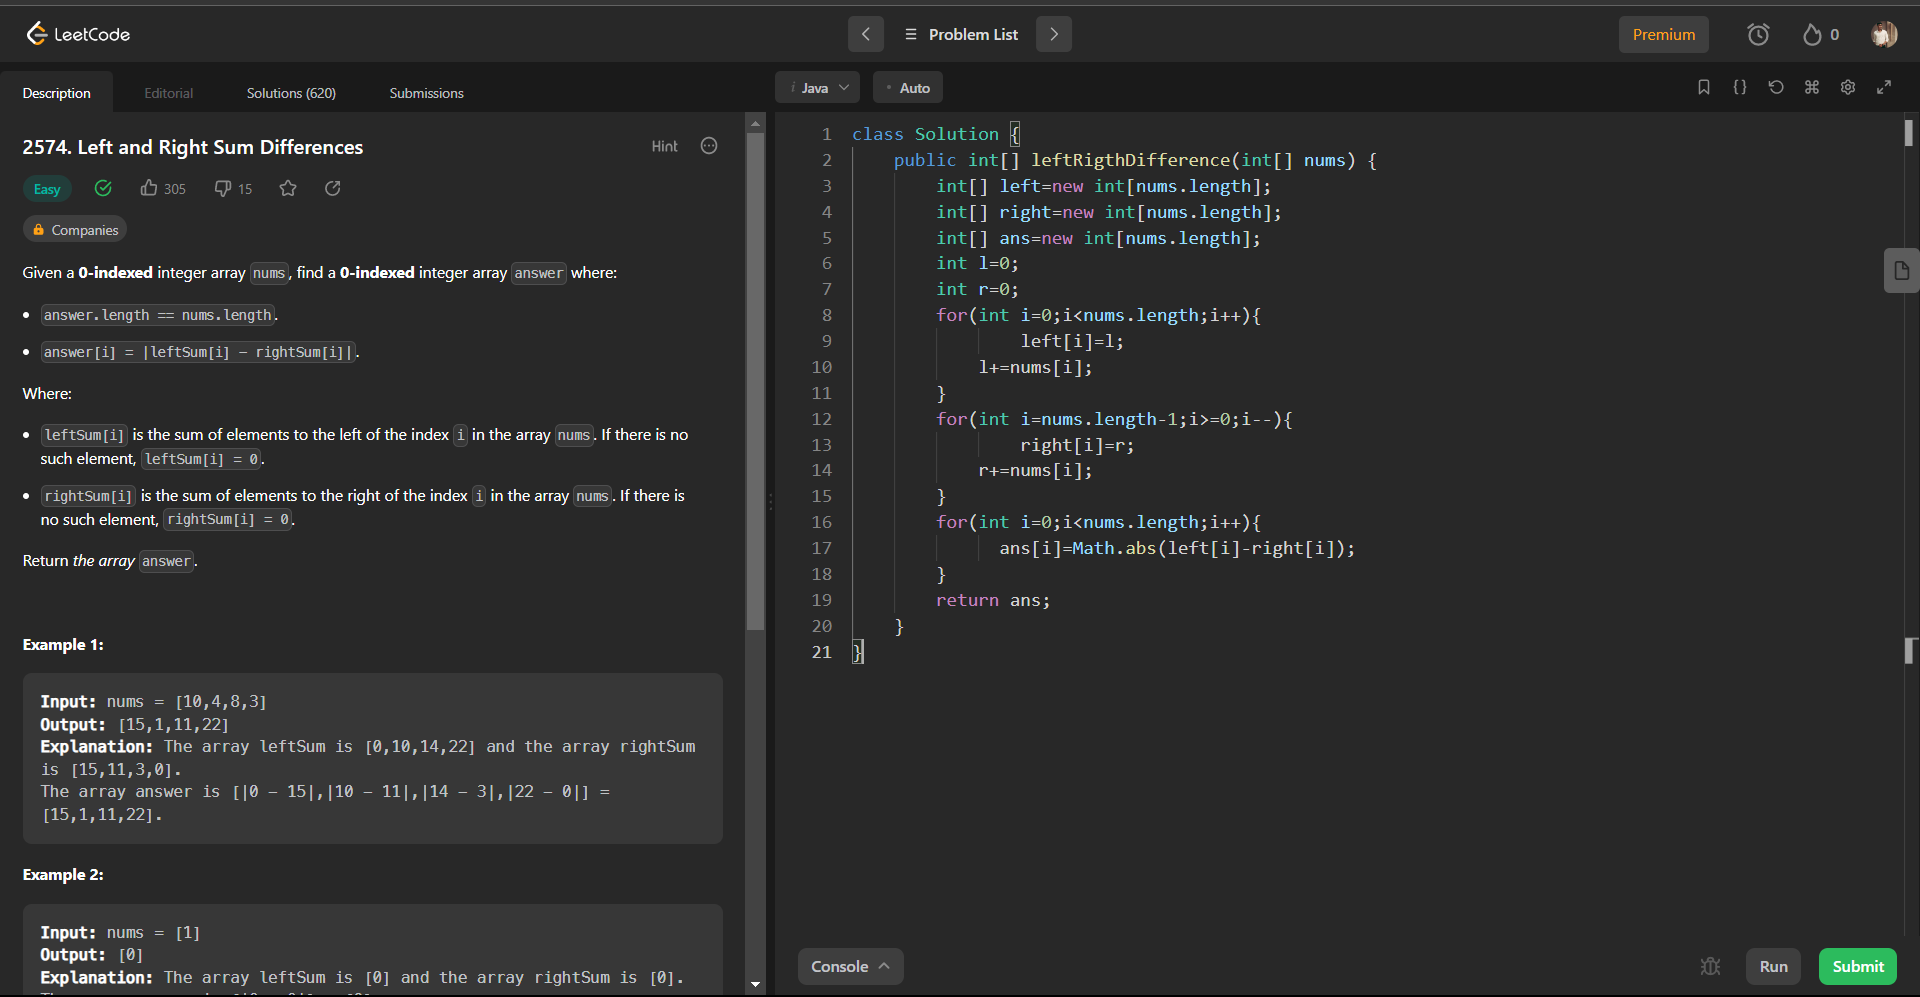 LeetCode
Problem List
Premium
0
Description Editorial Solutions (620) Submissions
2574. Left and Right Sum Differences
Hint
Easy
305
15
Companies
Given a 0-indexed integer array nums, find a 0-indexed integer array answer where:
answer.length == nums.length.
answer[i] = |leftSum[i] - rightSum[i]|.
Where:
leftSum[i] is the sum of elements to the left of the index i in the array nums. If there is no
such element, leftSum[i] = 0.
rightSum[i] is the sum of elements to the right of the index i in the array nums. If there is
no such element, rightSum[i] = 0.
Return the array answer.
Example 1:
Input: nums = [10,4,8,3]
Output: [15,1,11,22]
Explanation: The array leftSum is [0,10,14,22] and the array rightSum
is [15,11,3,0].
The array answer is [|0 - 15|,|10 - 11|,|14 - 3|,|22 - 0|] =
[15,1,11,22].
Example 2:
Input: nums = [1]
Output: [0]
Explanation: The array leftSum is [0] and the array rightSum is [0].
i Java
Auto
1 class Solution {
2 public int[] leftRigthDifference(int[] nums) {
3 int[] left=new int[nums.length];
4 int[] right=new int[nums.length];
5 int[] ans=new int[nums.length];
6 int l=0;
7 int r=0;
8 for(int i=0;i<nums.length;i++){
9 left[i]=l;
10 l+=nums[i];
11 }
12 for(int i=nums.length-1;i>=0;i--){
13 right[i]=r;
14 r+=nums[i];
15 }
16 for(int i=0;i<nums.length;i++){
17 ans[i]=Math.abs(left[i]-right[i]);
18 }
19 return ans;
20 }
21 }
Console
Run
Submit